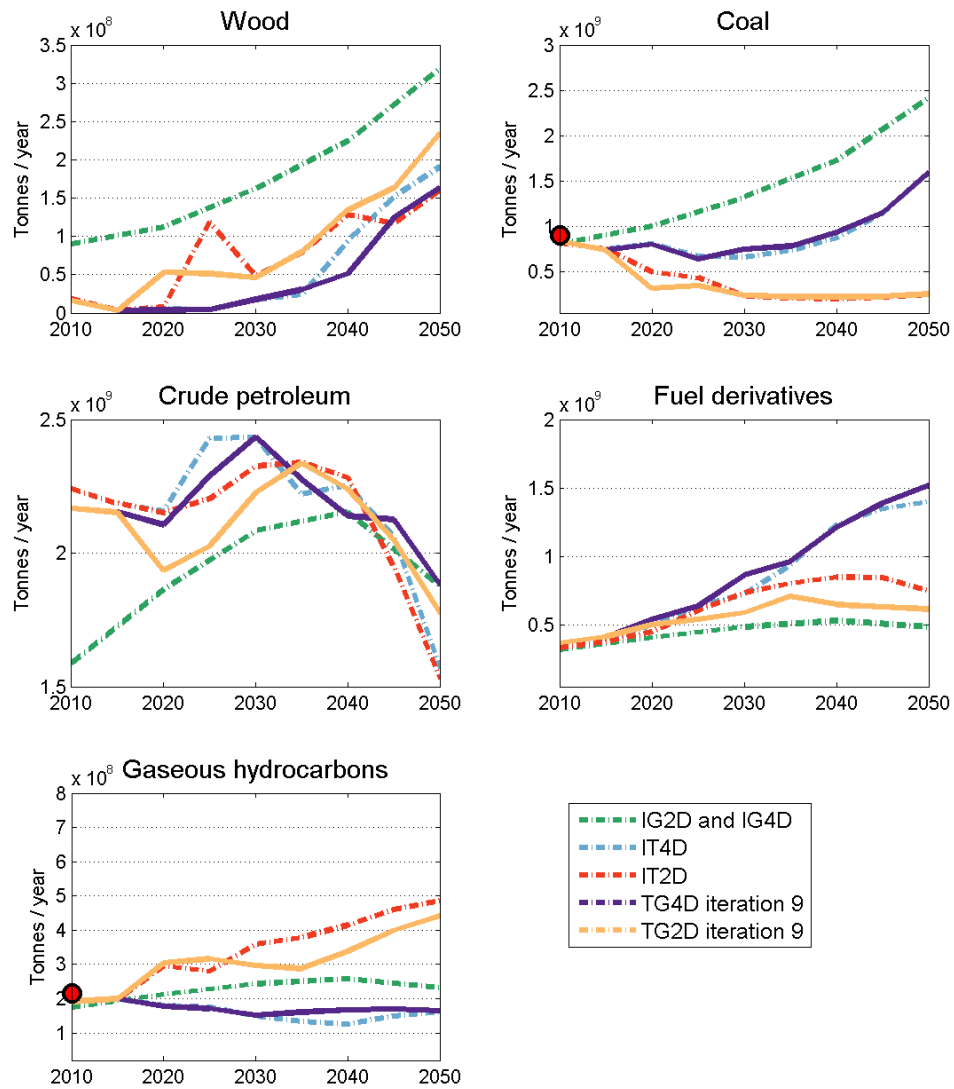 Wood
x 10^8
Tonnes / year
3.5
3
2.5
2
1.5
1
0.5
0
2010 2020 2030 2040 2050
Coal
x 10^9
Tonnes / year
3
2.5
2
1.5
1
0.5
0
2010 2020 2030 2040 2050
Crude petroleum
x 10^9
Tonnes / year
2.5
2
1.5
2010 2020 2030 2040 2050
Fuel derivatives
x 10^9
Tonnes / year
2
1.5
1
0.5
2010 2020 2030 2040 2050
Gaseous hydrocarbons
x 10^8
Tonnes / year
8
7
6
5
4
3
2
1
2010 2020 2030 2040 2050
IG2D and IG4D
IT4D
IT2D
TG4D iteration 9
TG2D iteration 9